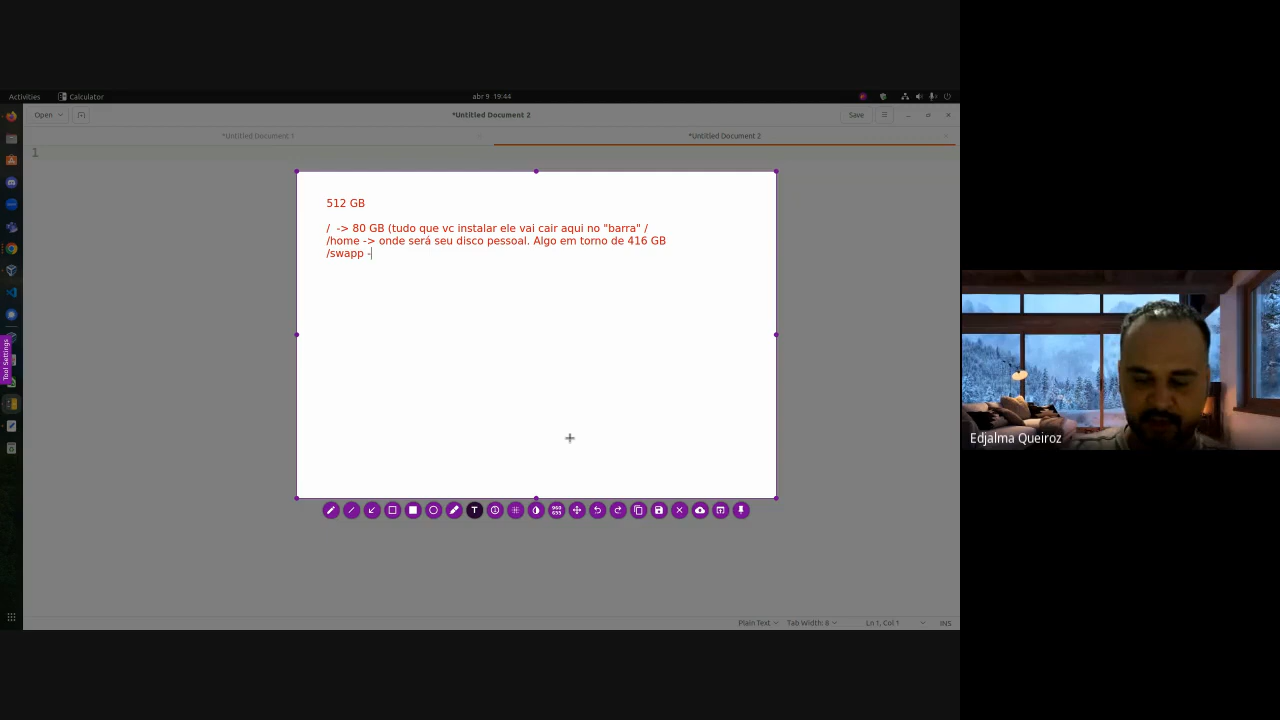 Activities
Calculator
abr 9 19:44
Open
*Untitled Document 2
Save
*Untitled Document 1
*Untitled Document 2
1
512 GB
/ -> 80 GB (tudo que vc instalar ele vai cair aqui no "barra" /
/home -> onde será seu disco pessoal. Algo em torno de 416 GB
/swapp -
Tool Settings
Edjalma Queiroz
T
Plain Text
Tab Width: 8
Ln 1, Col 1
INS